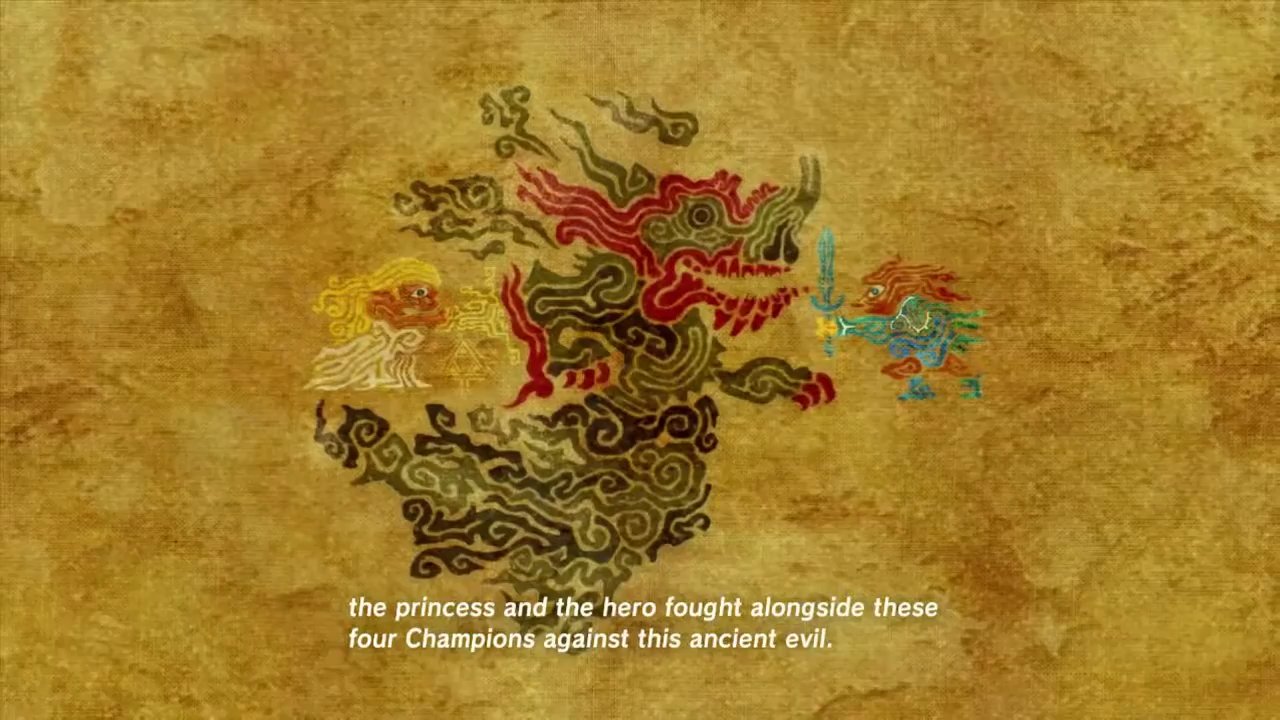 the princess and the hero fought alongside these
four Champions against this ancient evil.